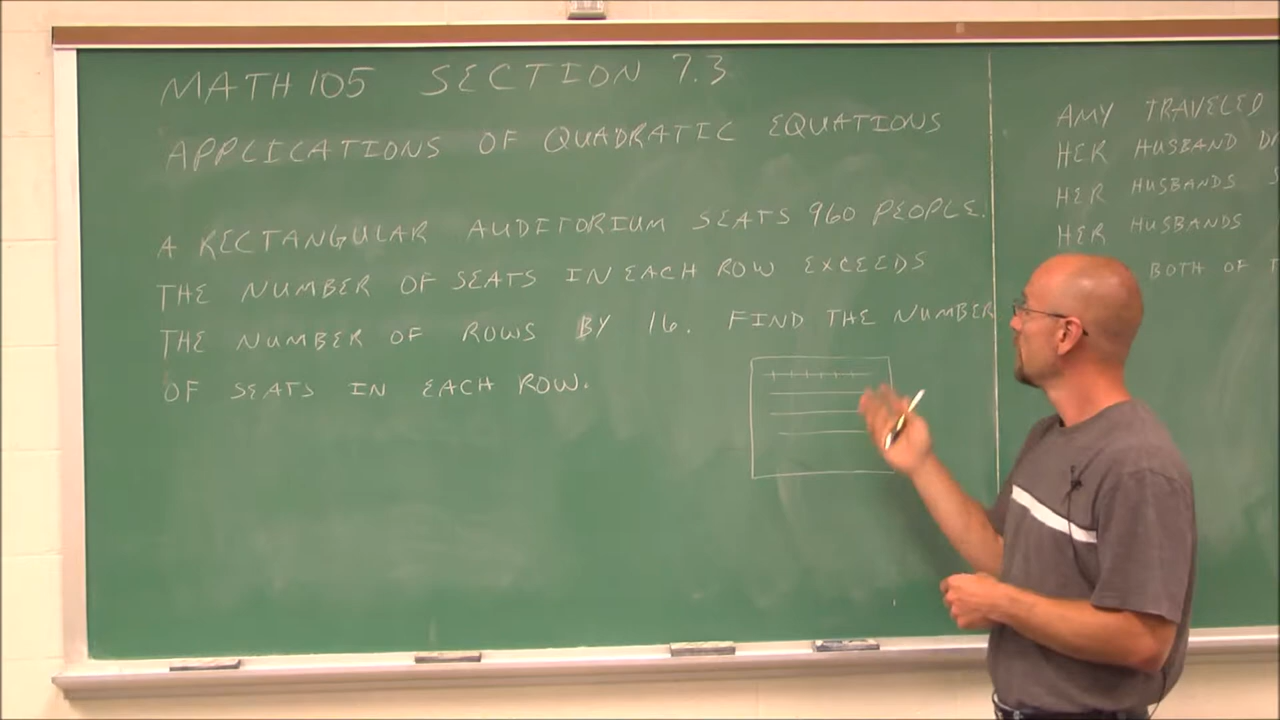 MATH 105 SECTION 7.3
APPLICATIONS OF QUADRATIC EQUATIONS
A RECTANGULAR AUDITORIUM SEATS 960 PEOPLE.
THE NUMBER OF SEATS IN EACH ROW EXCEEDS
THE NUMBER OF ROWS BY 16. FIND THE NUMBER
OF SEATS IN EACH ROW.
AMY TRAVELED
HER HUSBAND
HER HUSBANDS
HER HUSBANDS
BOTH OF